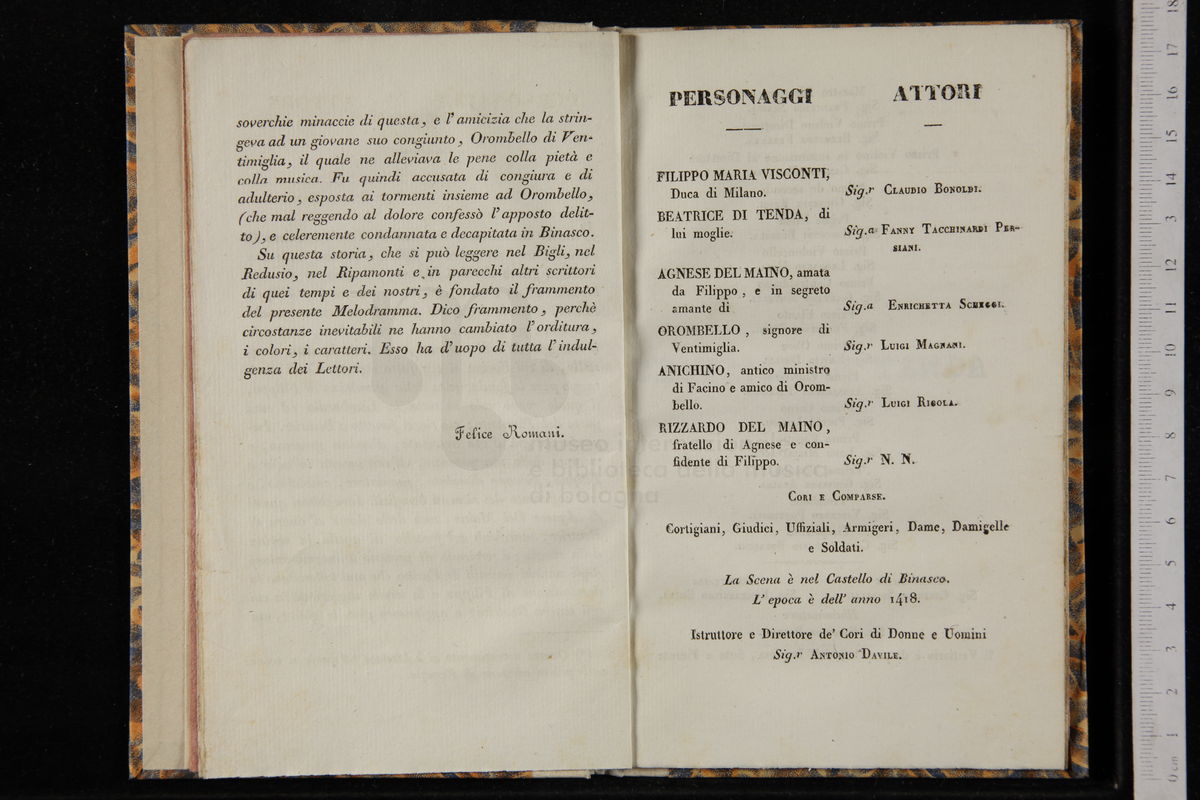 soverchie minaccie di questa, e l'amicizia che la strin-
geva ad un giovane suo congiunto, Orombello di Ven-
timiglia, il quale ne alleviava le pene colla pietà e
colla musica. Fu quindi accusata di congiura e di
adulterio, esposta ai tormenti insieme ad Orombello,
(che mal reggendo al dolore confessò l'apposto delit-
to), e celeremente condannata e decapitata in Binasco.
Su questa storia, che si può leggere nel Bigli, nel
Redusio, nel Ripamonti e in parecchi altri scrittori
di quei tempi e dei nostri, è fondato il frammento
del presente Melodramma. Dico frammento, perchè
circostanze inevitabili ne hanno cambiato l'orditura,
i colori, i caratteri. Esso ha d'uopo di tutta l'indul-
genza dei Lettori.
Felice Romani.
Museo internazionale
e biblioteca della musica
di bologna
PERSONAGGI ATTORI
FILIPPO MARIA VISCONTI,
Duca di Milano. Sig.r CLAUDIO BONOLDI.
BEATRICE DI TENDA, di
lui moglie. Sig.a FANNY TACCHINARDI PER-
SIANI.
AGNESE DEL MAINO, amata
da Filippo, e in segreto
amante di Sig.a ENRICHETTA
OROMBELLO, signore di
Ventimiglia. Sig.r LUIGI MAGNANI.
ANICHINO, antico ministro
di Facino e amico di Orom-
bello. Sig.r LUIGI RIGOLA.
RIZZARDO DEL MAINO,
fratello di Agnese e con-
fidente di Filippo. Sig.r N. N.
CORI E COMPARSE.
Cortigiani, Giudici, Uffiziali, Armigeri, Dame, Damigelle
e Soldati.
La Scena è nel Castello di Binasco.
L'epoca è dell'anno 1418.
Istruttore e Direttore de' Cori di Donne e Uomini
Sig.r ANTONIO DAVILE.